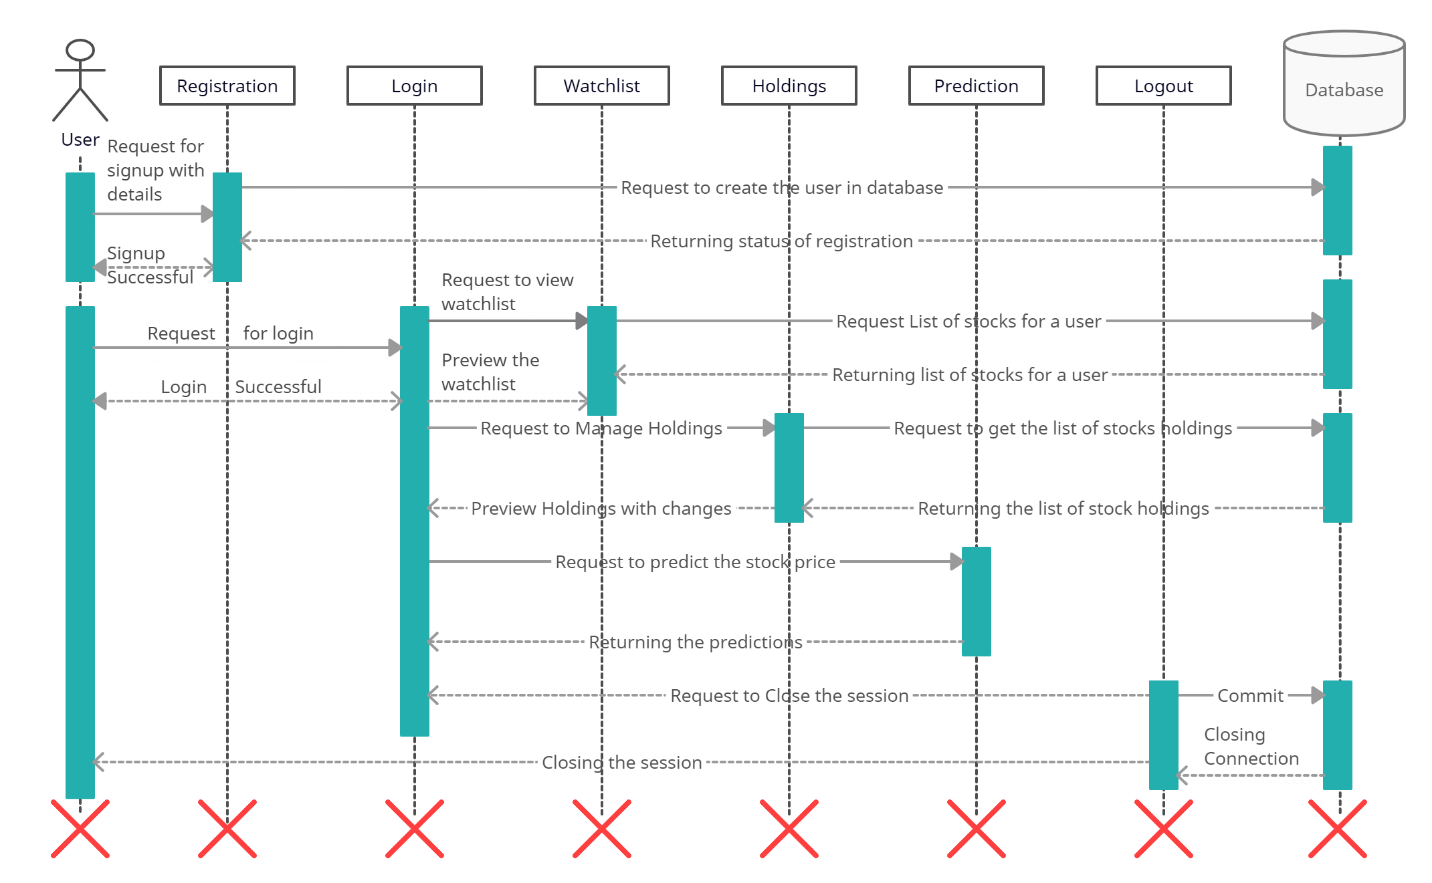 Registration
Login
Watchlist
Holdings
Prediction
Logout
Database
User
Request for
signup with
details
Request to create the user in database
Returning status of registration
Signup
Successful
Request to view
watchlist
Request List of stocks for a user
Request for login
Preview the
watchlist
Returning list of stocks for a user
Login Successful
Request to Manage Holdings
Request to get the list of stocks holdings
Preview Holdings with changes
Returning the list of stock holdings
Request to predict the stock price
Returning the predictions
Request to Close the session
Commit
Closing
Connection
Closing the session